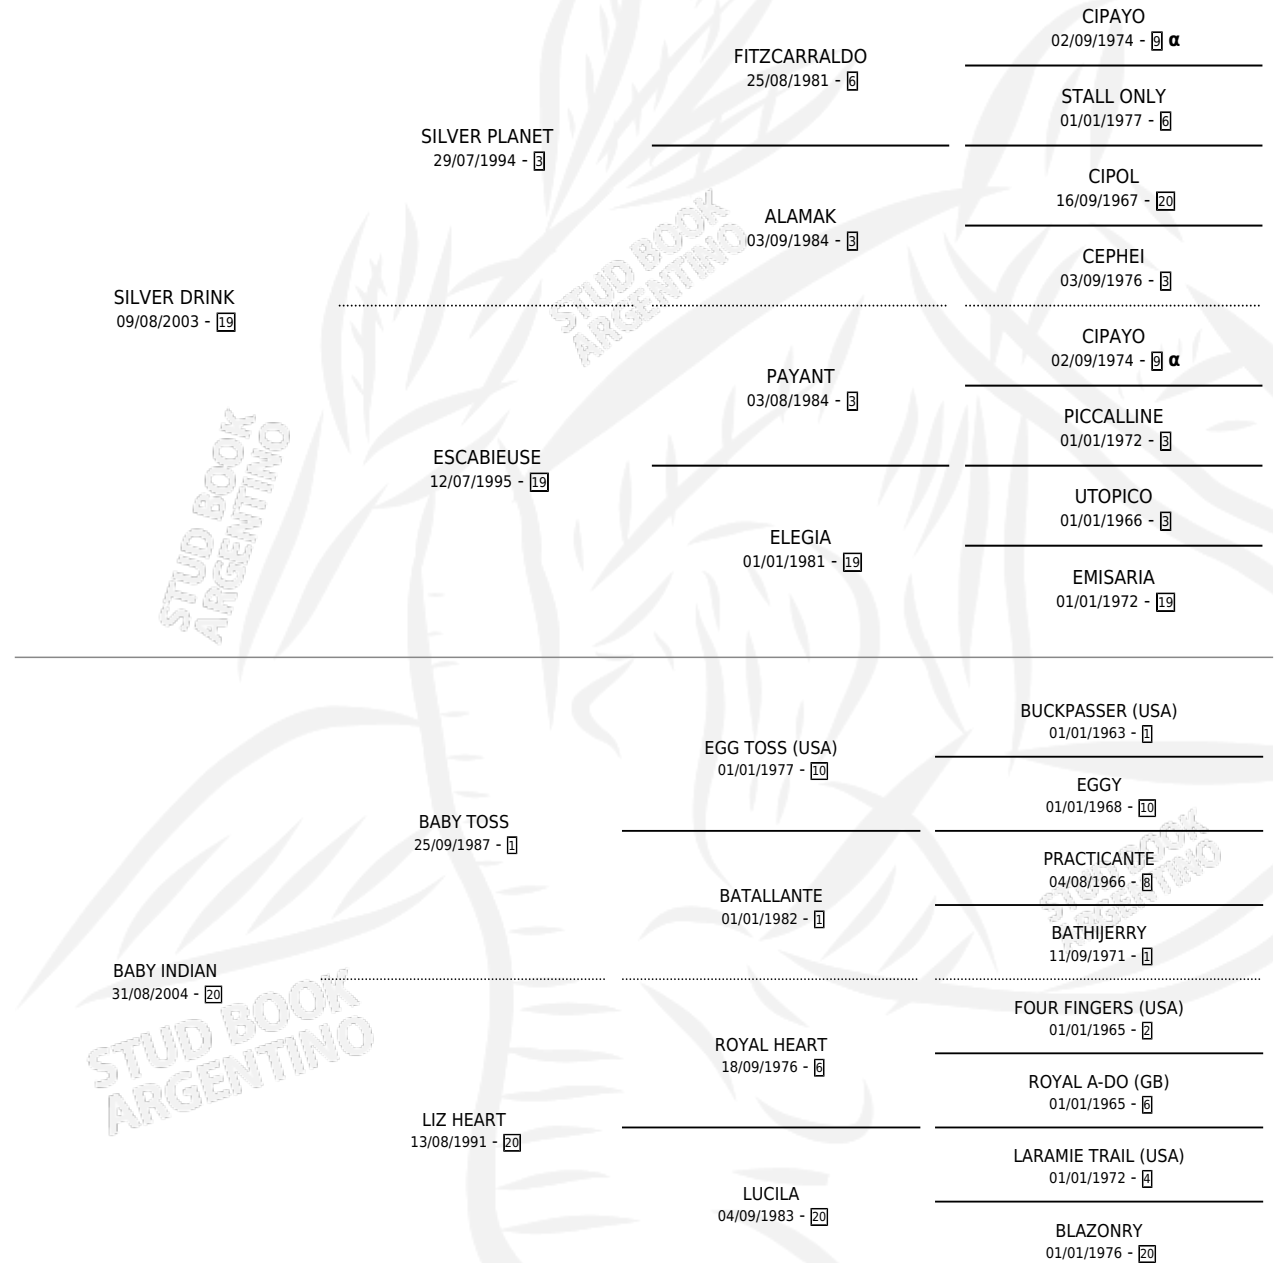 CIPAYO
02/09/1974 - 9 α
FITZCARRALDO
25/08/1981 - 6
STALL ONLY
01/01/1977 - 6
SILVER PLANET
29/07/1994 - 3
CIPOL
16/09/1967 - 20
ALAMAK
03/09/1984 - 3
CEPHEI
03/09/1976 - 3
SILVER DRINK
09/08/2003 - 19
CIPAYO
02/09/1974 - 9 α
PAYANT
03/08/1984 - 3
PICCALLINE
01/01/1972 - 3
ESCABIEUSE
12/07/1995 - 19
UTOPICO
01/01/1966 - 3
ELEGIA
01/01/1981 - 19
EMISARIA
01/01/1972 - 19
BUCKPASSER (USA)
01/01/1963 - 1
EGG TOSS (USA)
01/01/1977 - 10
EGGY
01/01/1968 - 10
BABY TOSS
25/09/1987 - 1
PRACTICANTE
04/08/1966 - 8
BATALLANTE
01/01/1982 - 1
BATHIJERRY
11/09/1971 - 1
BABY INDIAN
31/08/2004 - 20
FOUR FINGERS (USA)
01/01/1965 - 2
ROYAL HEART
18/09/1976 - 6
ROYAL A-DO (GB)
01/01/1965 - 6
LIZ HEART
13/08/1991 - 20
LARAMIE TRAIL (USA)
01/01/1972 - 4
LUCILA
04/09/1983 - 20
BLAZONRY
01/01/1976 - 20
STUD BOOK
ARGENTINO
STUD BOOK
ARGENTINO
STUD BOOK
ARGENTINO
STUD BOOK
ARGENTINO